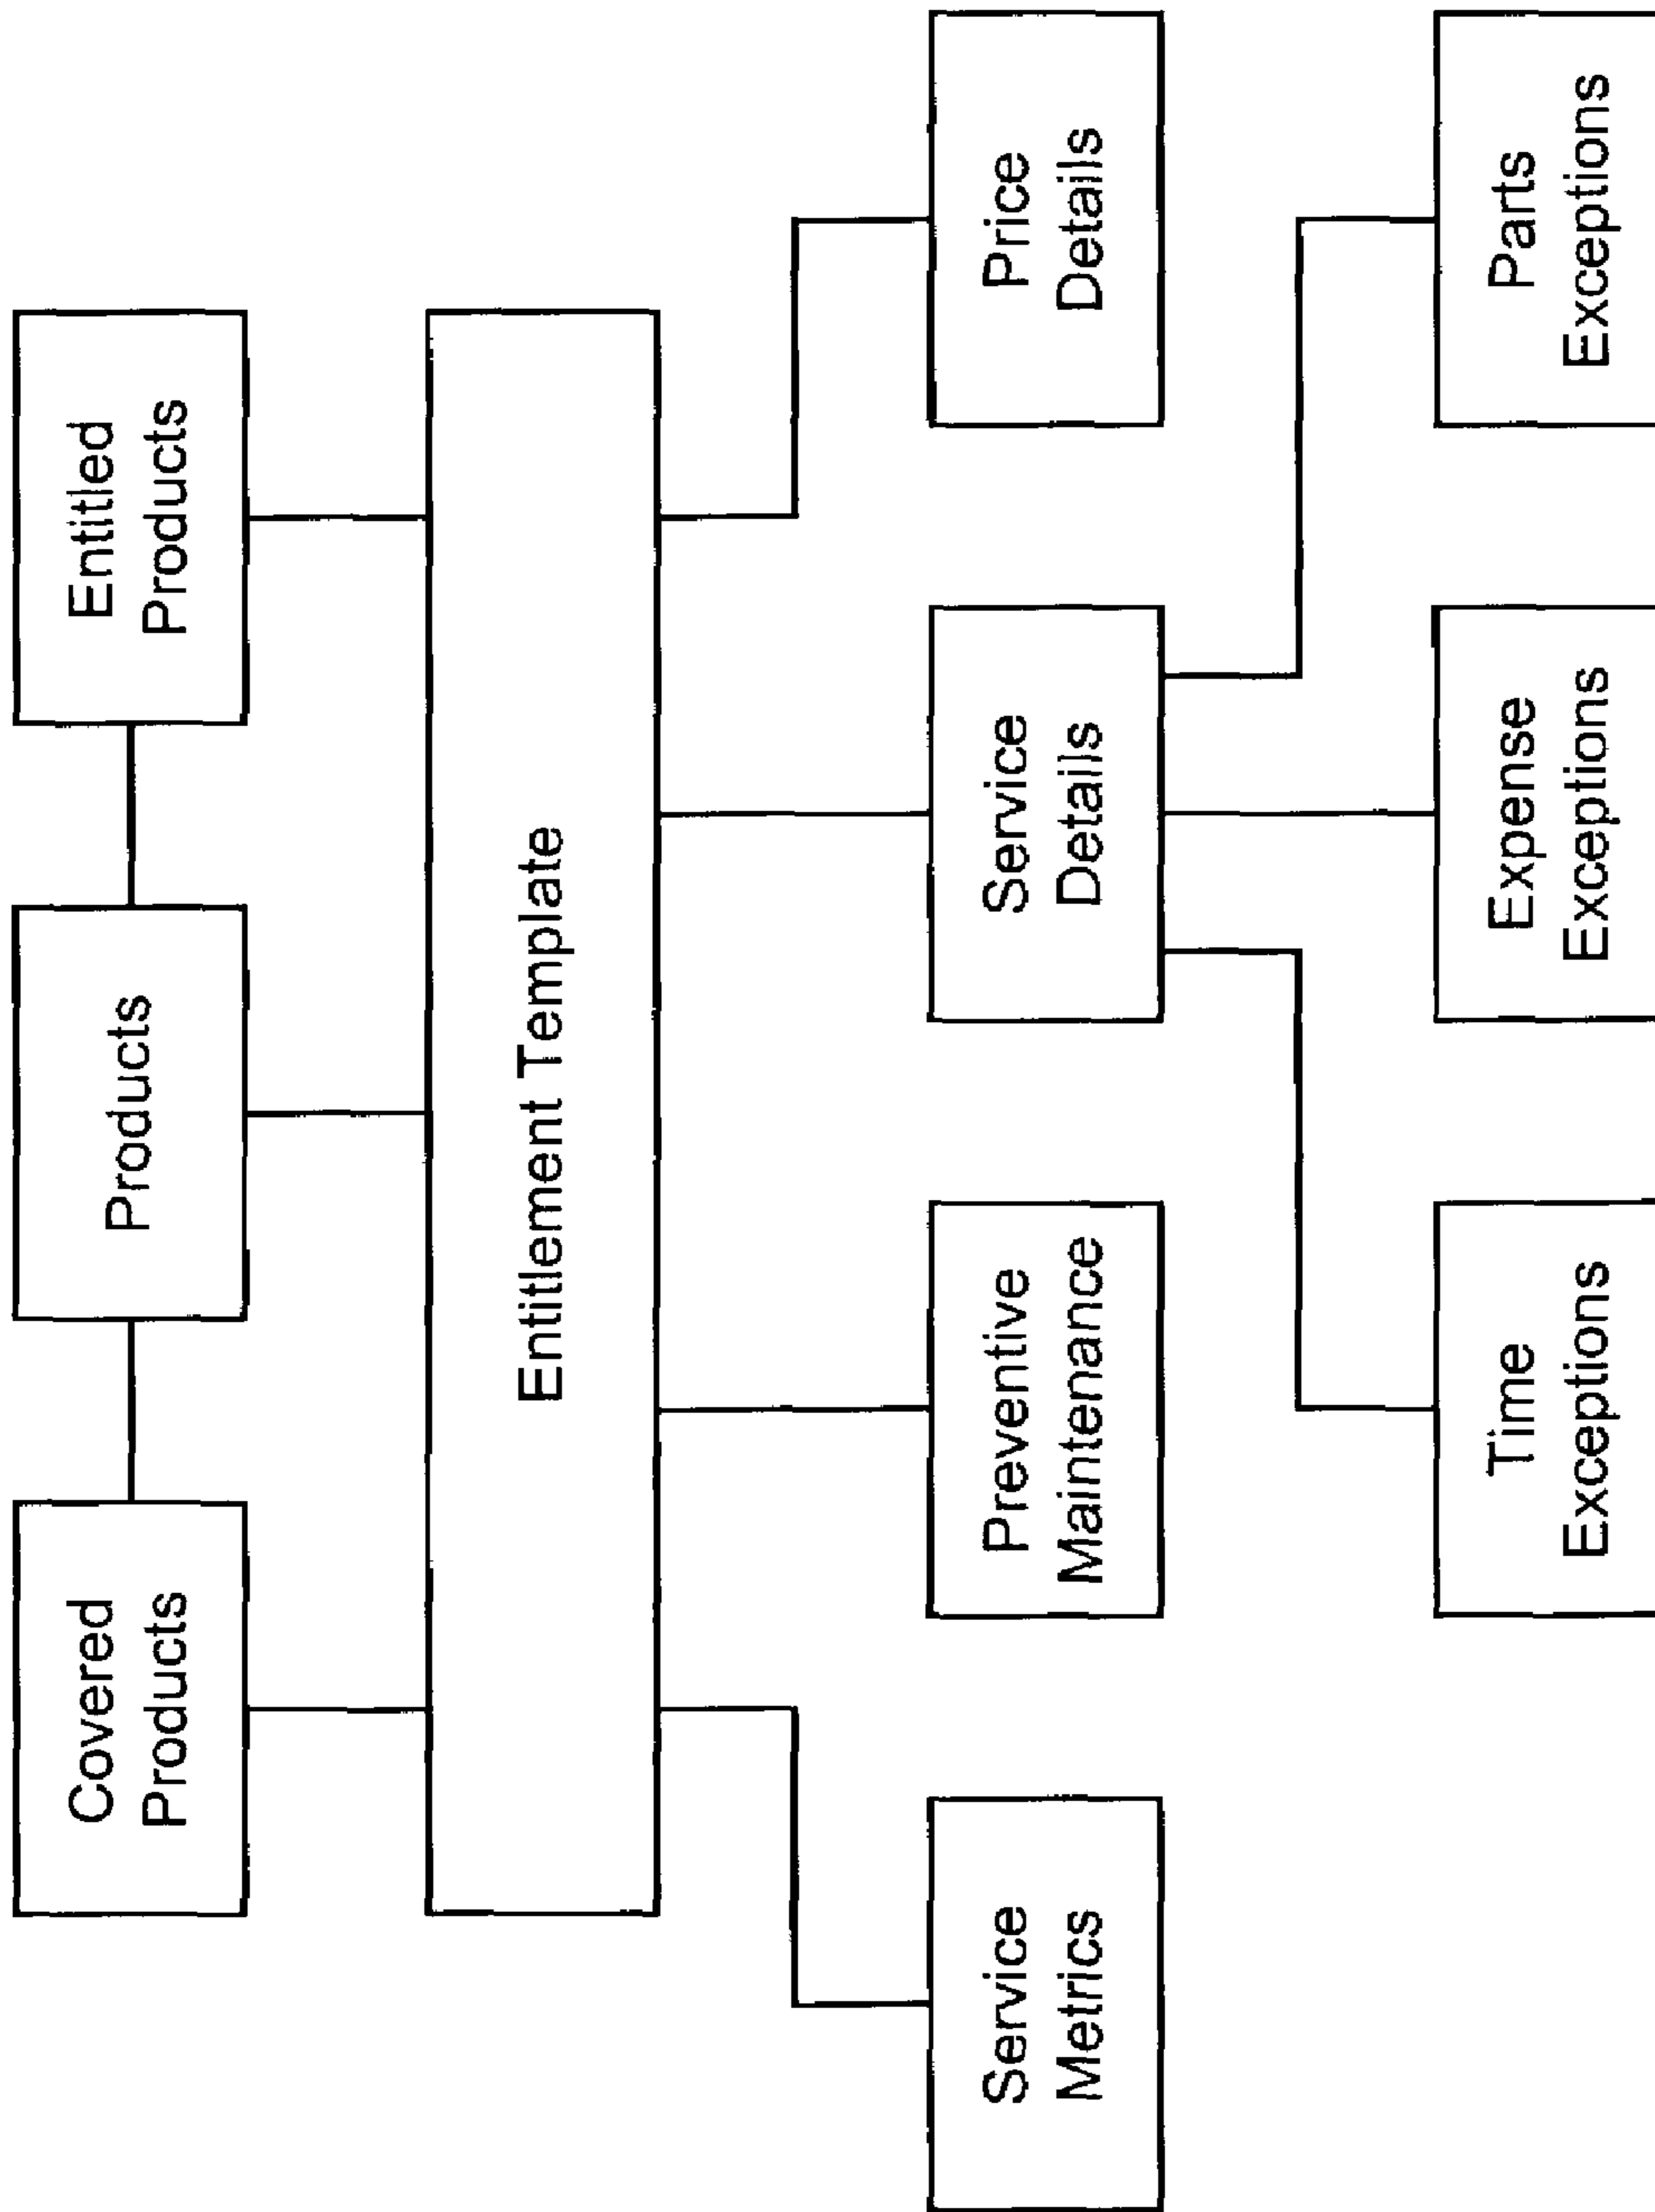 Covered
Products
Products
Entitled
Products
Entitlement Template
Service
Metrics
Preventive
Maintenance
Service
Details
Price
Details
Time
Exceptions
Expense
Exceptions
Parts
Exceptions